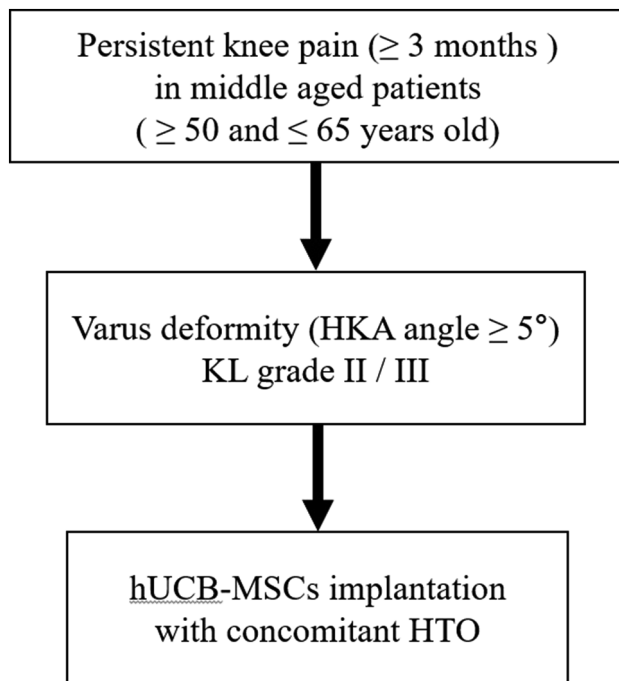 Persistent knee pain (≥ 3 months )
in middle aged patients
( ≥ 50 and ≤ 65 years old)
Varus deformity (HKA angle ≥ 5°)
KL grade II / III
hUCB-MSCs implantation
with concomitant HTO